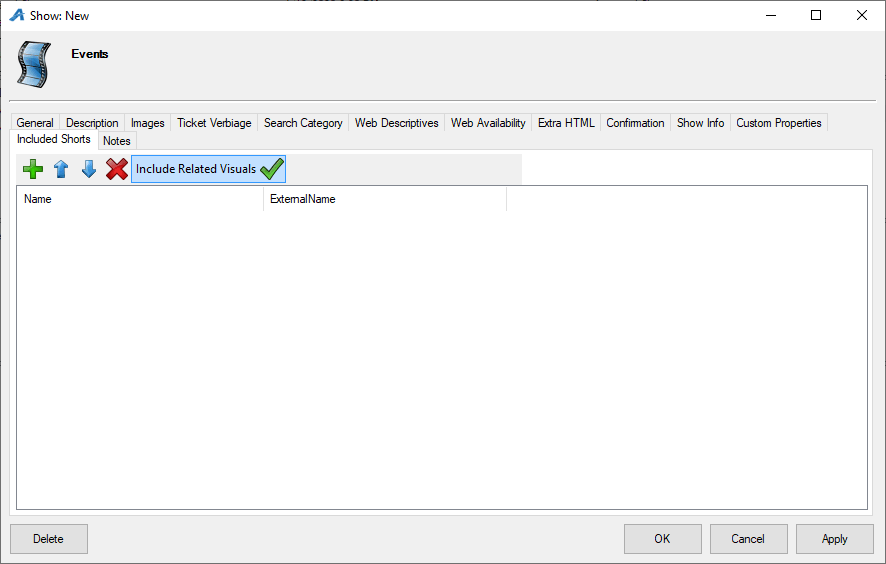 Show: New
Events
General Description Images Ticket Verbiage Search Category Web Descriptives Web Availability Extra HTML Confirmation Show Info Custom Properties
Included Shorts Notes
Include Related Visuals
Name ExternalName
Delete OK Cancel Apply